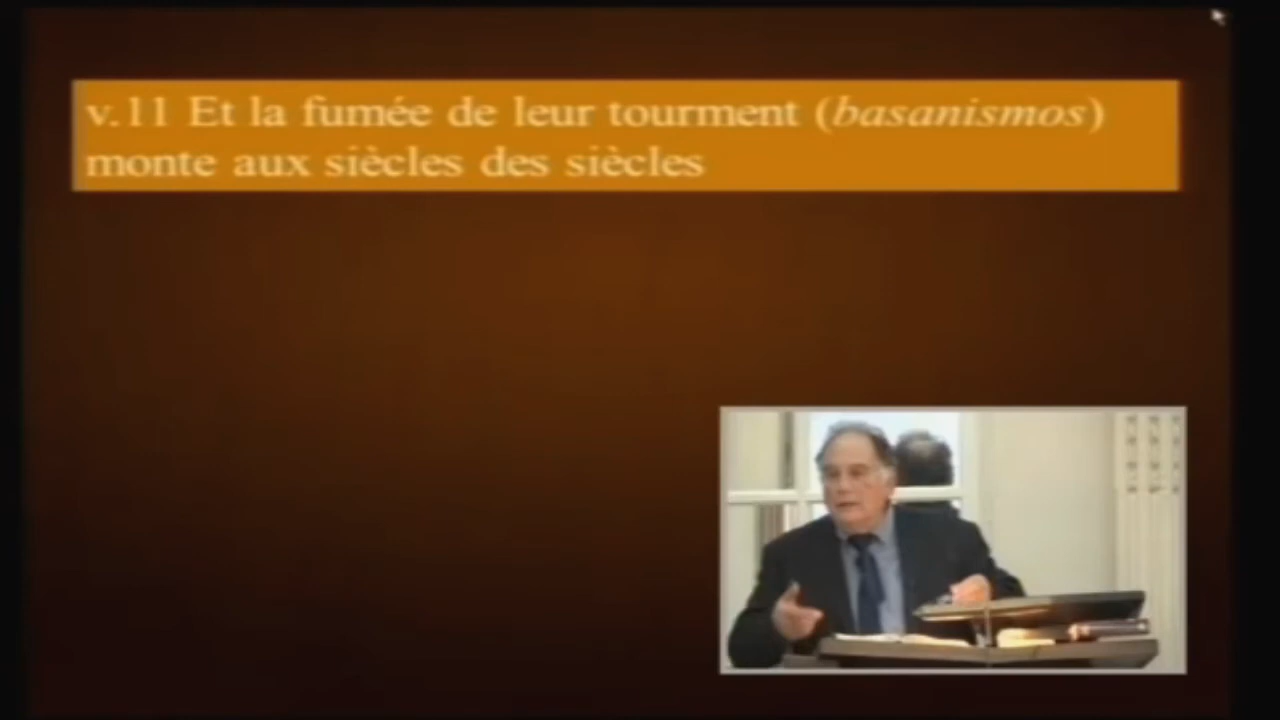 v.11 Et la fumée de leur tourment (basanismos)
monte aux siècles des siècles